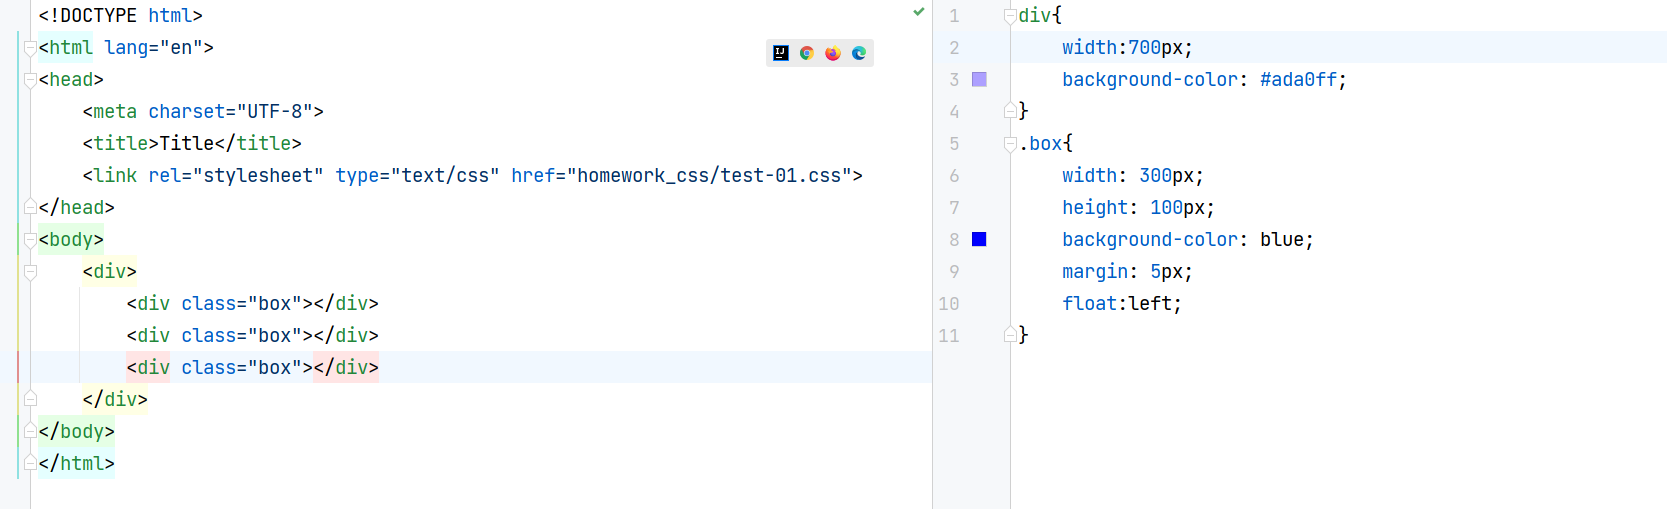 <!DOCTYPE html>
<html lang="en">
<head>
    <meta charset="UTF-8">
    <title>Title</title>
    <link rel="stylesheet" type="text/css" href="homework_css/test-01.css">
</head>
<body>
    <div>
        <div class="box"></div>
        <div class="box"></div>
        <div class="box"></div>
    </div>
</body>
</html>
1 div{
2     width:700px;
3     background-color: #ada0ff;
4 }
5 .box{
6     width: 300px;
7     height: 100px;
8     background-color: blue;
9     margin: 5px;
10     float:left;
11 }